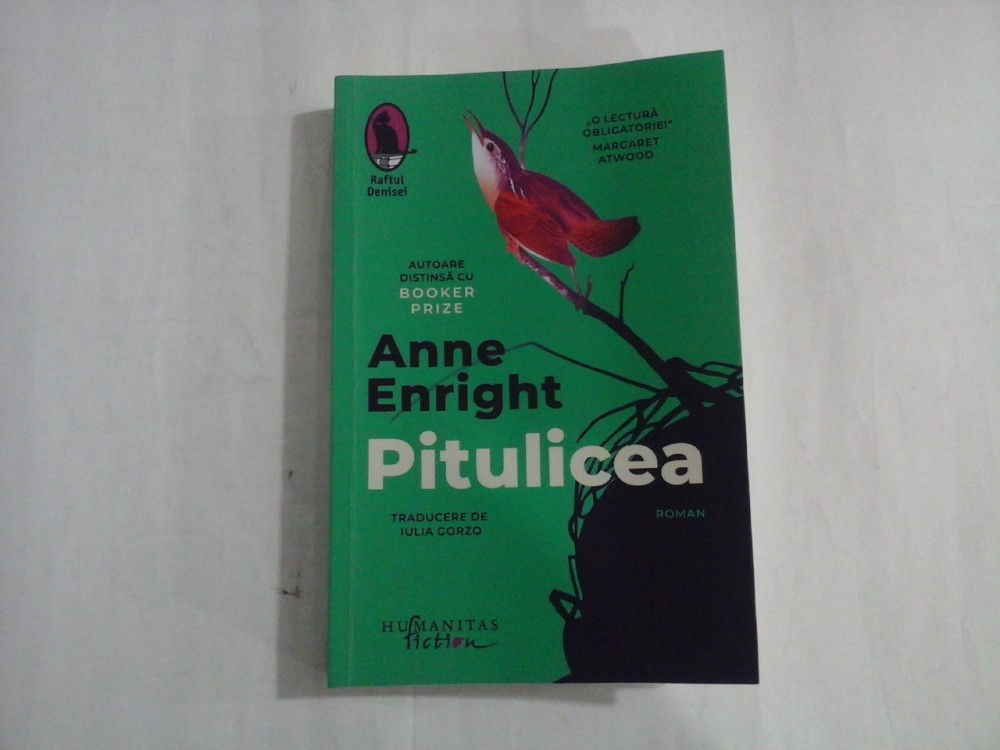 Raftul
Denisei
„O LECTURĂ
OBLIGATORIE!”
MARGARET
ATWOOD
AUTOARE
DISTINSĂ CU
BOOKER
PRIZE
Anne
Enright
Pitulicea
TRADUCERE DE
IULIA GORZO
ROMAN
HUMANITAS
fiction